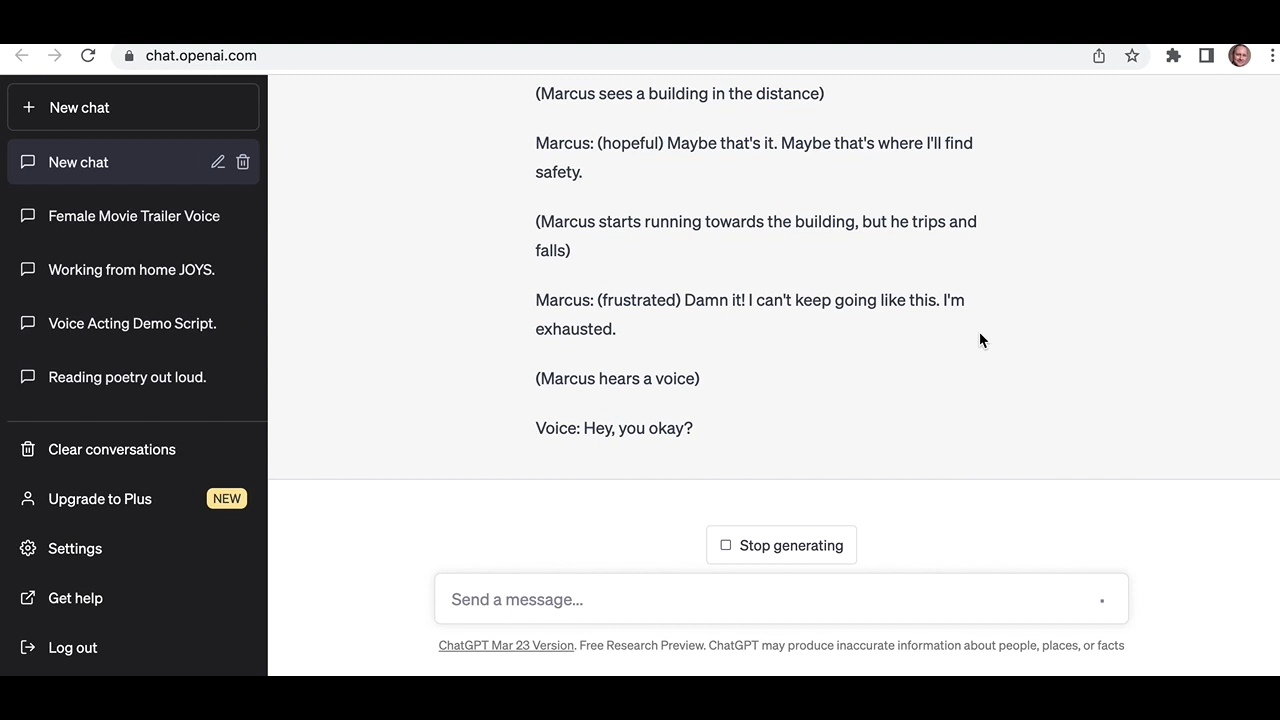 chat.openai.com
New chat
New chat
Female Movie Trailer Voice
Working from home JOYS.
Voice Acting Demo Script.
Reading poetry out loud.
Clear conversations
Upgrade to Plus NEW
Settings
Get help
Log out
(Marcus sees a building in the distance)
Marcus: (hopeful) Maybe that's it. Maybe that's where I'll find
safety.
(Marcus starts running towards the building, but he trips and
falls)
Marcus: (frustrated) Damn it! I can't keep going like this. I'm
exhausted.
(Marcus hears a voice)
Voice: Hey, you okay?
Stop generating
Send a message...
ChatGPT Mar 23 Version. Free Research Preview. ChatGPT may produce inaccurate information about people, places, or facts